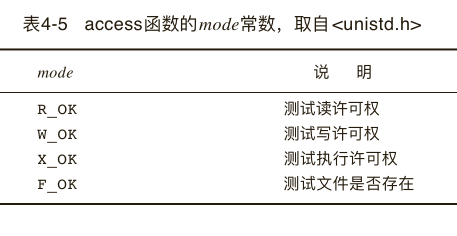 表4-5 access函数的mode常数，取自<unistd.h>
mode 说 明
R_OK 测试读许可权
W_OK 测试写许可权
X_OK 测试执行许可权
F_OK 测试文件是否存在